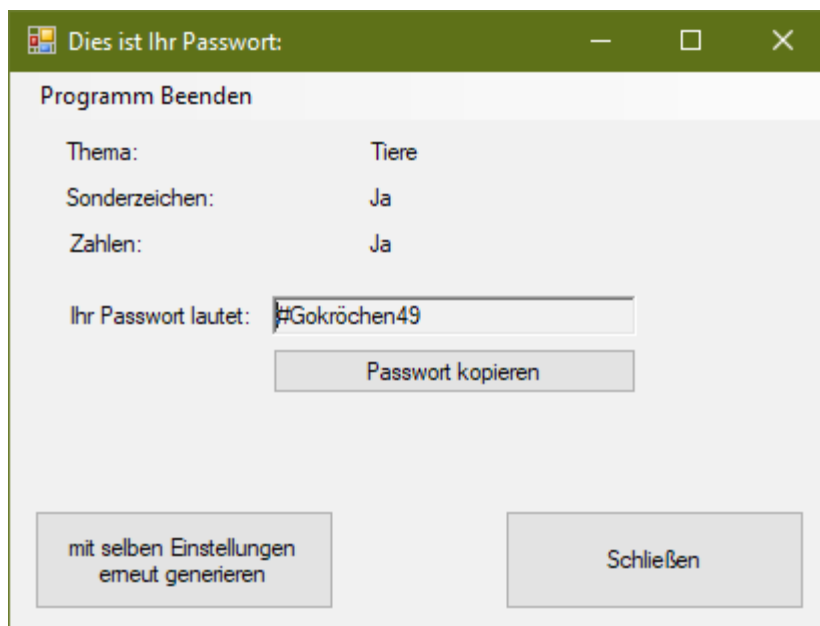 Dies ist Ihr Passwort:
Programm Beenden
Thema: Tiere
Sonderzeichen: Ja
Zahlen: Ja
Ihr Passwort lautet: #Gokröchen49
Passwort kopieren
mit selben Einstellungen
erneut generieren
Schließen